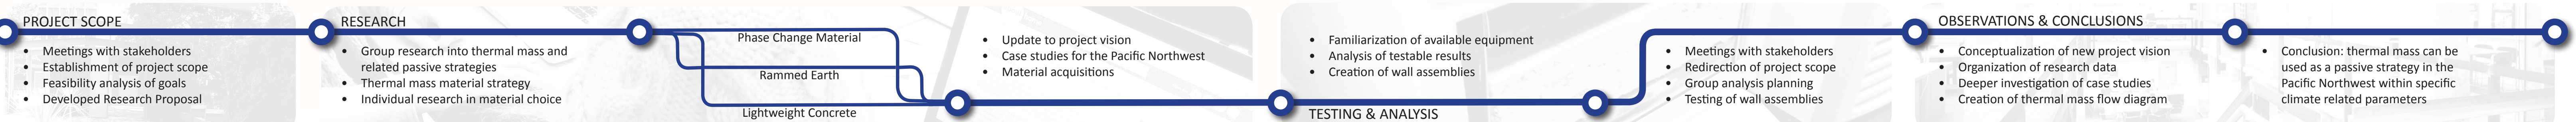 PROJECT SCOPE
• Meetings with stakeholders
• Establishment of project scope
• Feasibility analysis of goals
• Developed Research Proposal
RESEARCH
• Group research into thermal mass and
related passive strategies
• Thermal mass material strategy
• Individual research in material choice
Phase Change Material
Rammed Earth
Lightweight Concrete
• Update to project vision
• Case studies for the Pacific Northwest
• Material acquisitions
• Familiarization of available equipment
• Analysis of testable results
• Creation of wall assemblies
TESTING & ANALYSIS
• Meetings with stakeholders
• Redirection of project scope
• Group analysis planning
• Testing of wall assemblies
OBSERVATIONS & CONCLUSIONS
• Conceptualization of new project vision
• Organization of research data
• Deeper investigation of case studies
• Creation of thermal mass flow diagram
• Conclusion: thermal mass can be
used as a passive strategy in the
Pacific Northwest within specific
climate related parameters